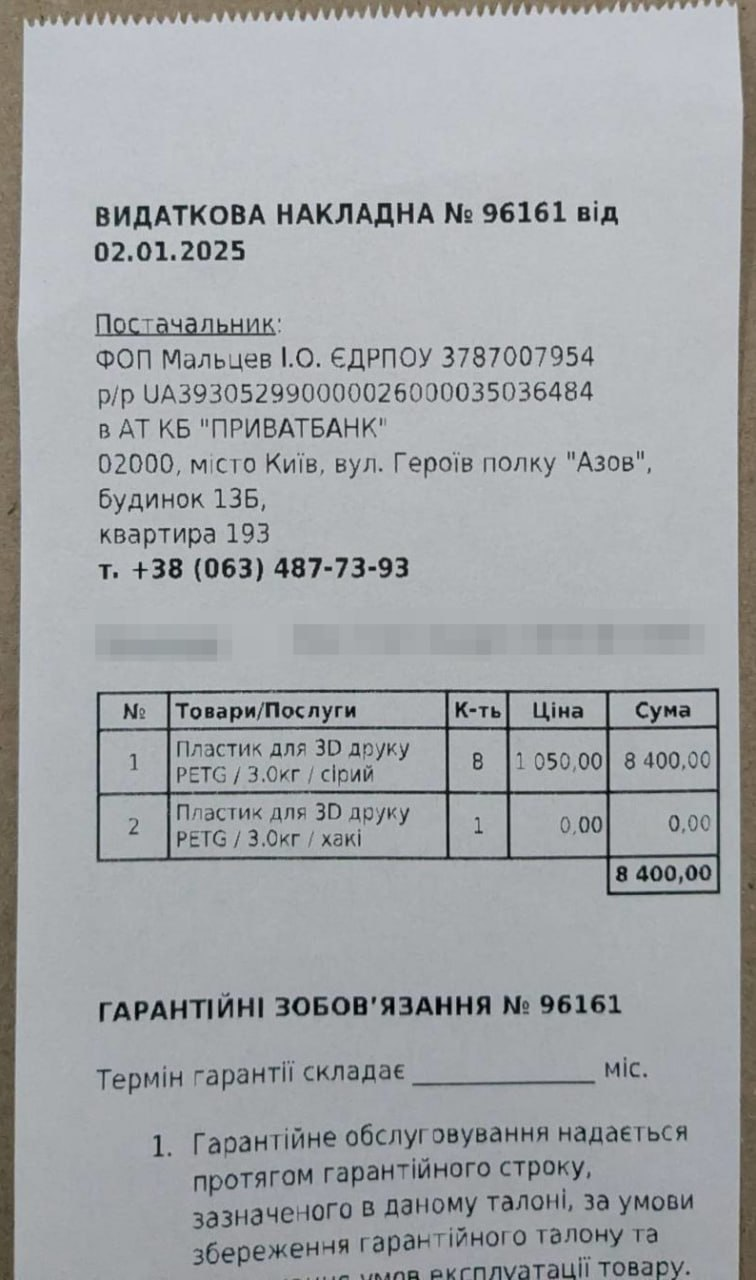 ВИДАТКОВА НАКЛАДНА № 96161 від
02.01.2025
Постачальник:
ФОП Мальцев І.О. ЄДРПОУ 3787007954
р/р UA393052990000026000035036484
в АТ КБ "ПРИВАТБАНК"
02000, місто Київ, вул. Героїв полку "Азов",
будинок 13Б,
квартира 193
т. +38 (063) 487-73-93
№ Товари/Послуги К-ть Ціна Сума
1 Пластик для 3D друку 8 1 050,00 8 400,00
PETG / 3.0кг / сірий
2 Пластик для 3D друку 1 0,00 0,00
PETG / 3.0кг / хакі
8 400,00
ГАРАНТІЙНІ ЗОБОВ'ЯЗАННЯ № 96161
Термін гарантії складає ______________ міс.
1. Гарантійне обслуговування надається
протягом гарантійного строку,
зазначеного в даному талоні, за умови
збереження гарантійного талону та
умов експлуатації товару.